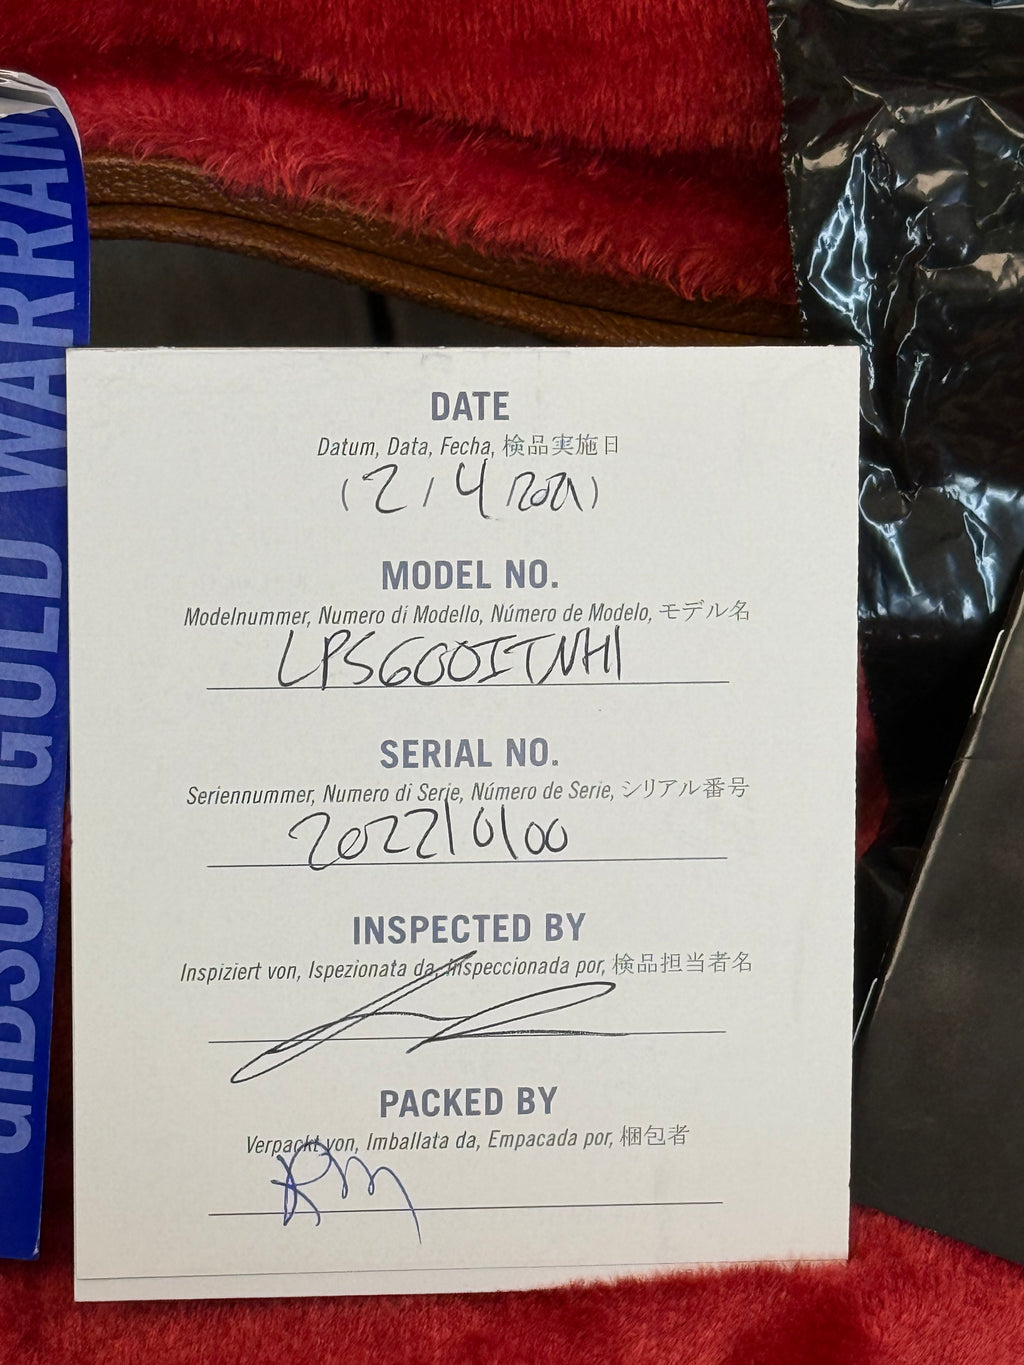 GIBSON GOLD WARRAN
DATE
Datum, Data, Fecha, 検品実施日
12/4/2021
MODEL NO.
Modelnummer, Numero di Modello, Número de Modelo, モデル名
LPS600ITNH1
SERIAL NO.
Seriennummer, Numero di Serie, Número de Serie, シリアル番号
202210100
INSPECTED BY
Inspiziert von, Ispezionata da, Inspeccionada por, 検品担当者名
PACKED BY
Verpackt von, Imballata da, Empacada por, 梱包者
RM